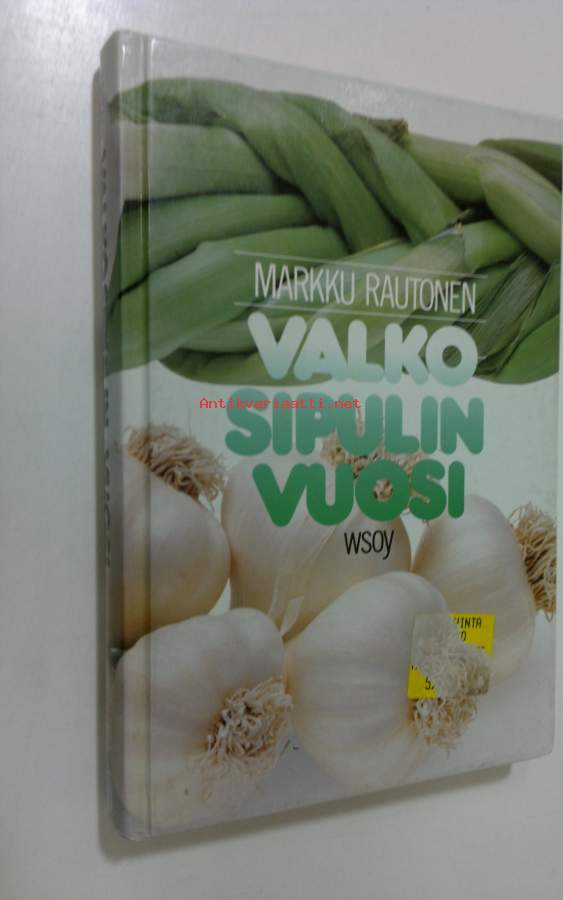 MARKKU RAUTONEN
VALKO
Antikvariaatti.net
SIPULIN
VUOSI
wsoy